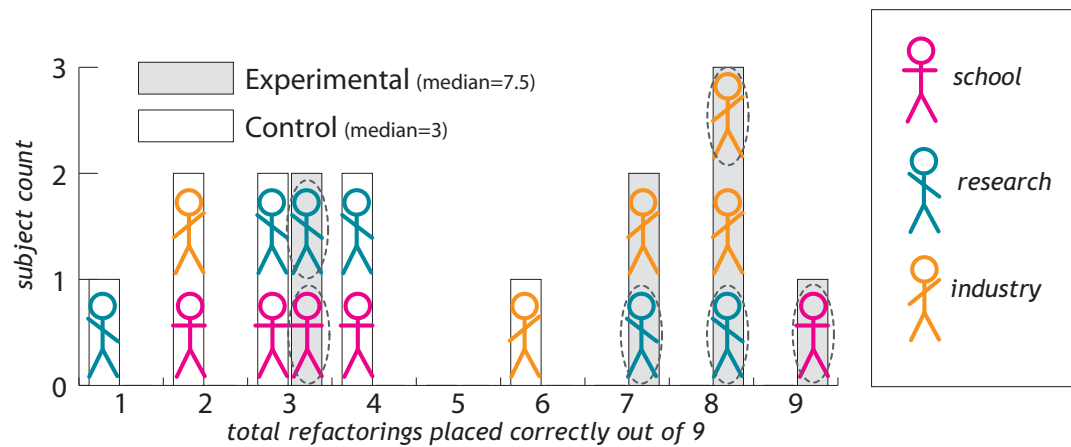 3
2
1
0
subject count
Experimental (median=7.5)
Control (median=3)
1 2 3 4 5 6 7 8 9
total refactorings placed correctly out of 9
school
research
industry